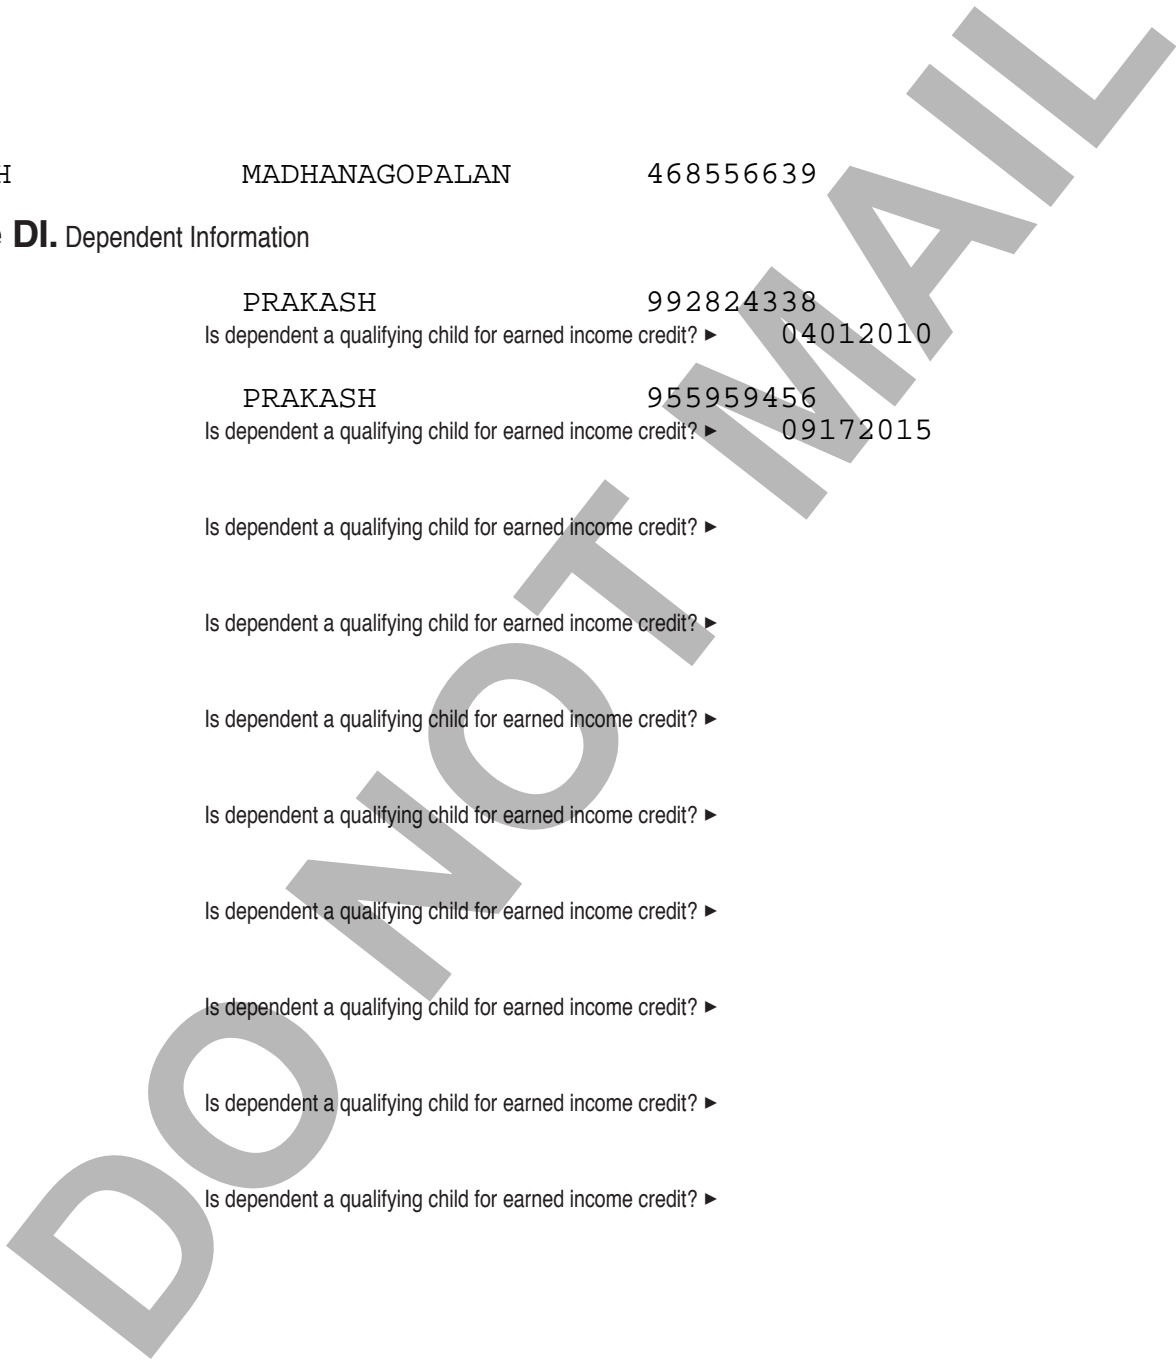 H MADHANAGOPALAN 468556639
DI. Dependent Information
PRAKASH 992824338
Is dependent a qualifying child for earned income credit? ► 04012010
PRAKASH 955959456
Is dependent a qualifying child for earned income credit? ► 09172015
Is dependent a qualifying child for earned income credit? ►
Is dependent a qualifying child for earned income credit? ►
Is dependent a qualifying child for earned income credit? ►
Is dependent a qualifying child for earned income credit? ►
Is dependent a qualifying child for earned income credit? ►
Is dependent a qualifying child for earned income credit? ►
Is dependent a qualifying child for earned income credit? ►
Is dependent a qualifying child for earned income credit? ►
DO NOT MAIL